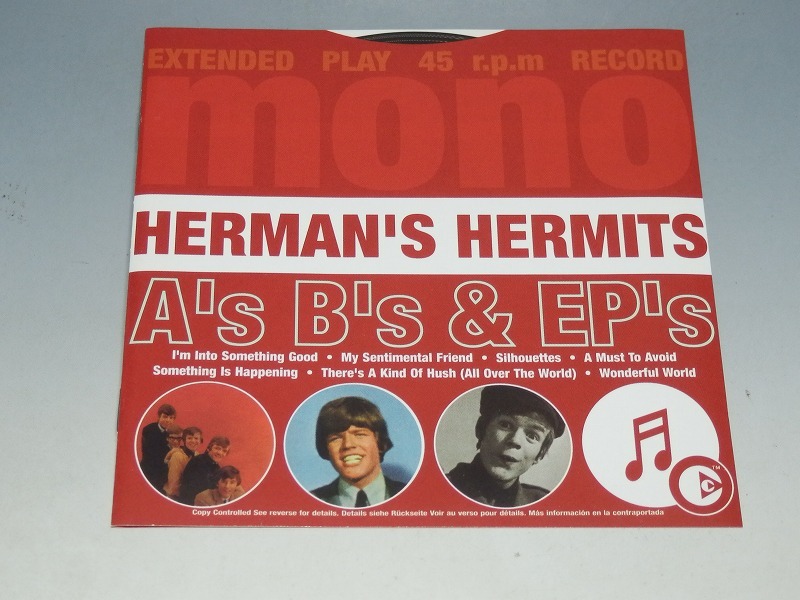 EXTENDED PLAY 45 r.p.m RECORD
mono
HERMAN'S HERMITS
A's B's & EP's
I'm Into Something Good • My Sentimental Friend • Silhouettes • A Must To Avoid
Something Is Happening • There's A Kind Of Hush (All Over The World) • Wonderful World
TM
Copy Controlled See reverse for details. Details siehe Rückseite Voir au verso pour détails. Más información en la contraportada